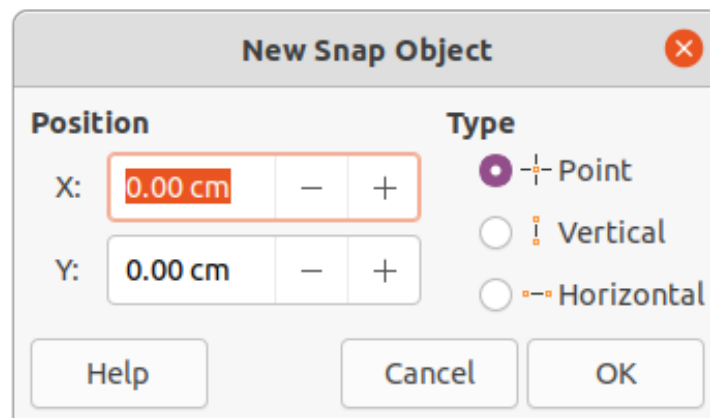 New Snap Object
Position
Type
X:
0.00 cm
Point
Vertical
Y:
0.00 cm
Horizontal
Help
Cancel
OK